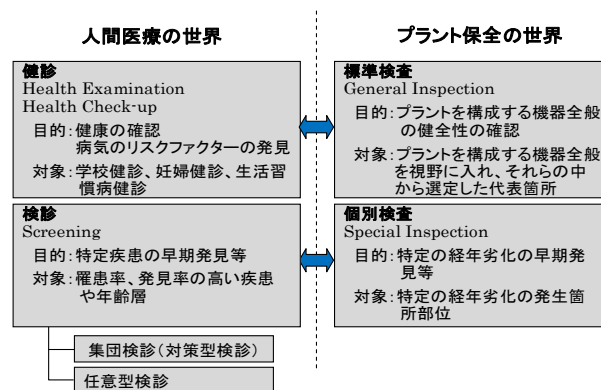 人間医療の世界
健診
Health Examination
Health Check-up
目的：健康の確認
病気のリスクファクターの発見
対象：学校健診、妊婦健診、生活習
慣病健診
検診
Screening
目的：特定疾患の早期発見等
対象：罹患率、発見率の高い疾患
や年齢層
集団検診（対策型検診）
任意型検診
プラント保全の世界
標準検査
General Inspection
目的：プラントを構成する機器全般
の健全性の確認
対象：プラントを構成する機器全般
を視野に入れ、それらの中
から選定した代表箇所
個別検査
Special Inspection
目的：特定の経年劣化の早期発
見等
対象：特定の経年劣化の発生箇
所部位